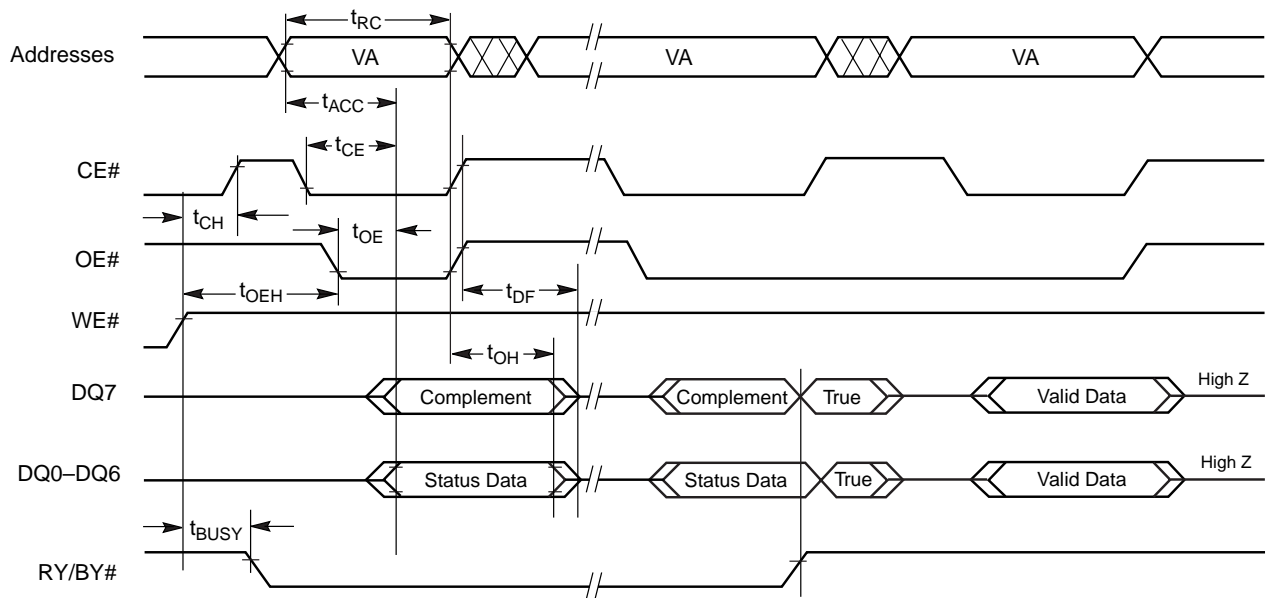 tRC
Addresses VA VA VA
tACC
tCE
CE#
tCH tOE
OE#
tOEH tDF
WE#
tOH
DQ7 Complement Complement True Valid Data High Z
DQ0–DQ6 Status Data Status Data True Valid Data High Z
tBUSY
RY/BY#